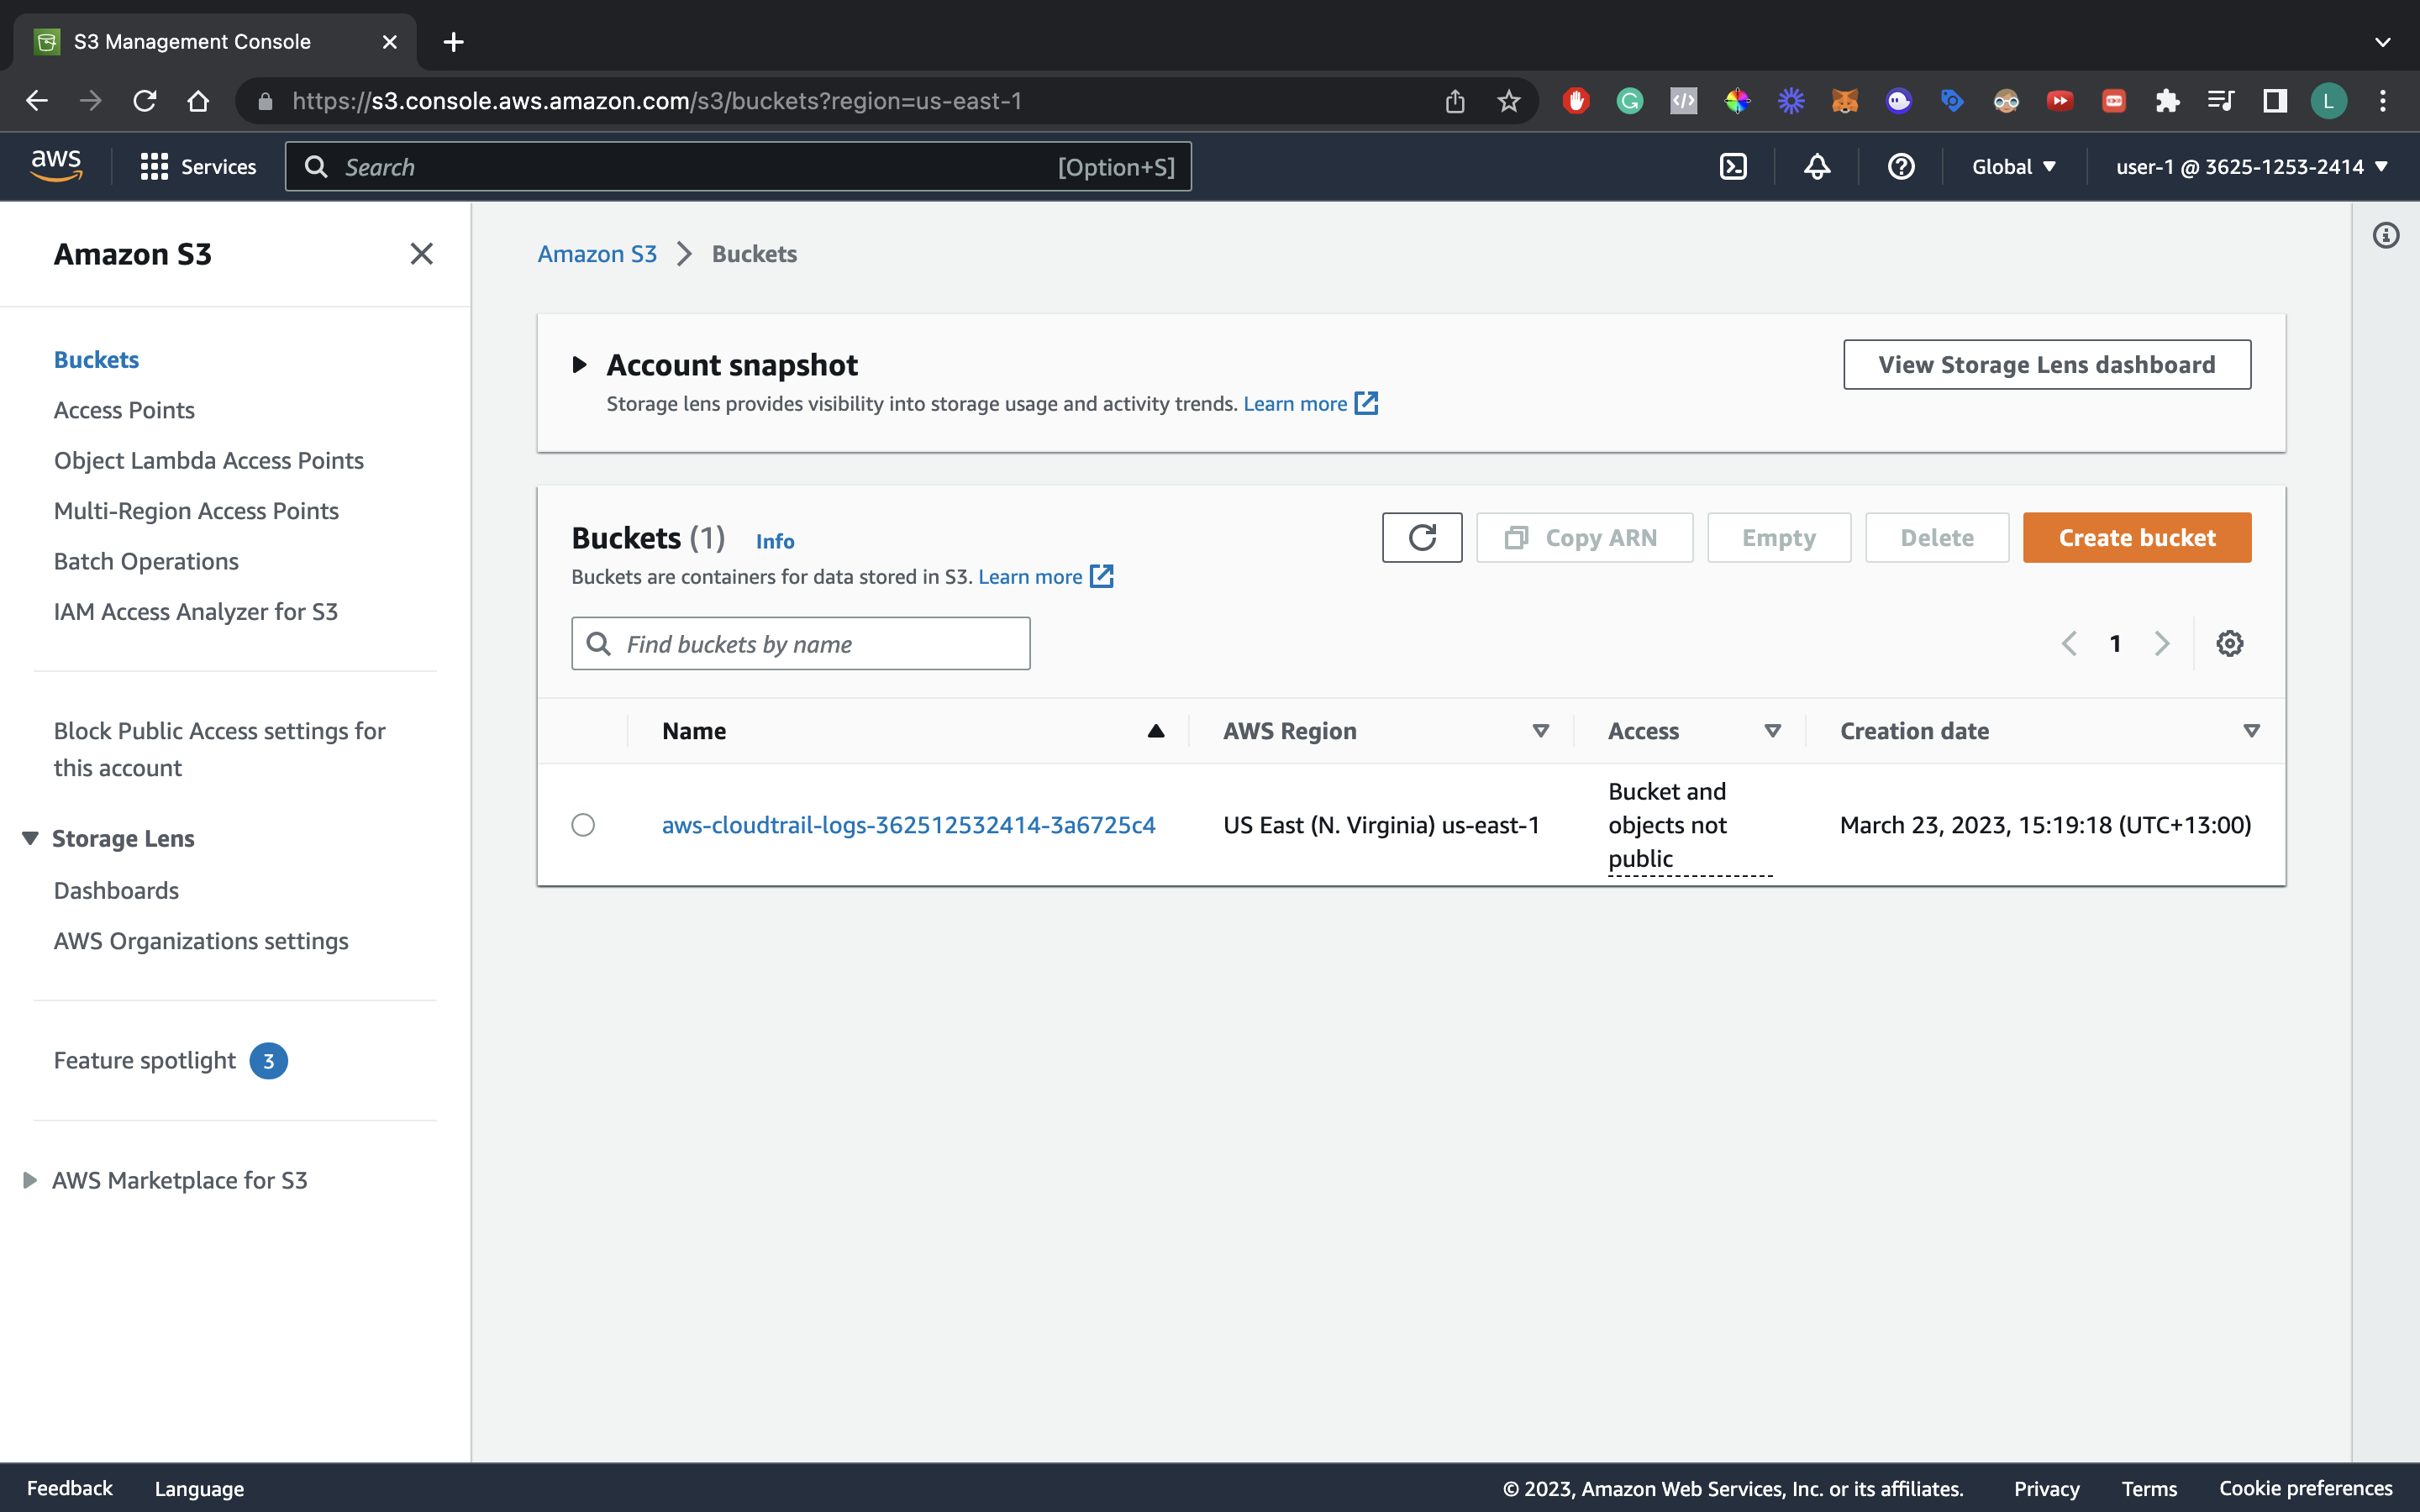 S3 Management Console
https://s3.console.aws.amazon.com/s3/buckets?region=us-east-1
L
aws
Services
Search
[Option+S]
Global
user-1 @ 3625-1253-2414
Amazon S3
Buckets
Access Points
Object Lambda Access Points
Multi-Region Access Points
Batch Operations
IAM Access Analyzer for S3
Block Public Access settings for
this account
Storage Lens
Dashboards
AWS Organizations settings
Feature spotlight 3
AWS Marketplace for S3
Amazon S3 > Buckets
Account snapshot
Storage lens provides visibility into storage usage and activity trends. Learn more
View Storage Lens dashboard
Buckets (1) Info
Buckets are containers for data stored in S3. Learn more
Copy ARN
Empty
Delete
Create bucket
Find buckets by name
1
Name
AWS Region
Access
Creation date
aws-cloudtrail-logs-362512532414-3a6725c4
US East (N. Virginia) us-east-1
Bucket and
objects not
public
March 23, 2023, 15:19:18 (UTC+13:00)
Feedback
Language
© 2023, Amazon Web Services, Inc. or its affiliates.
Privacy
Terms
Cookie preferences